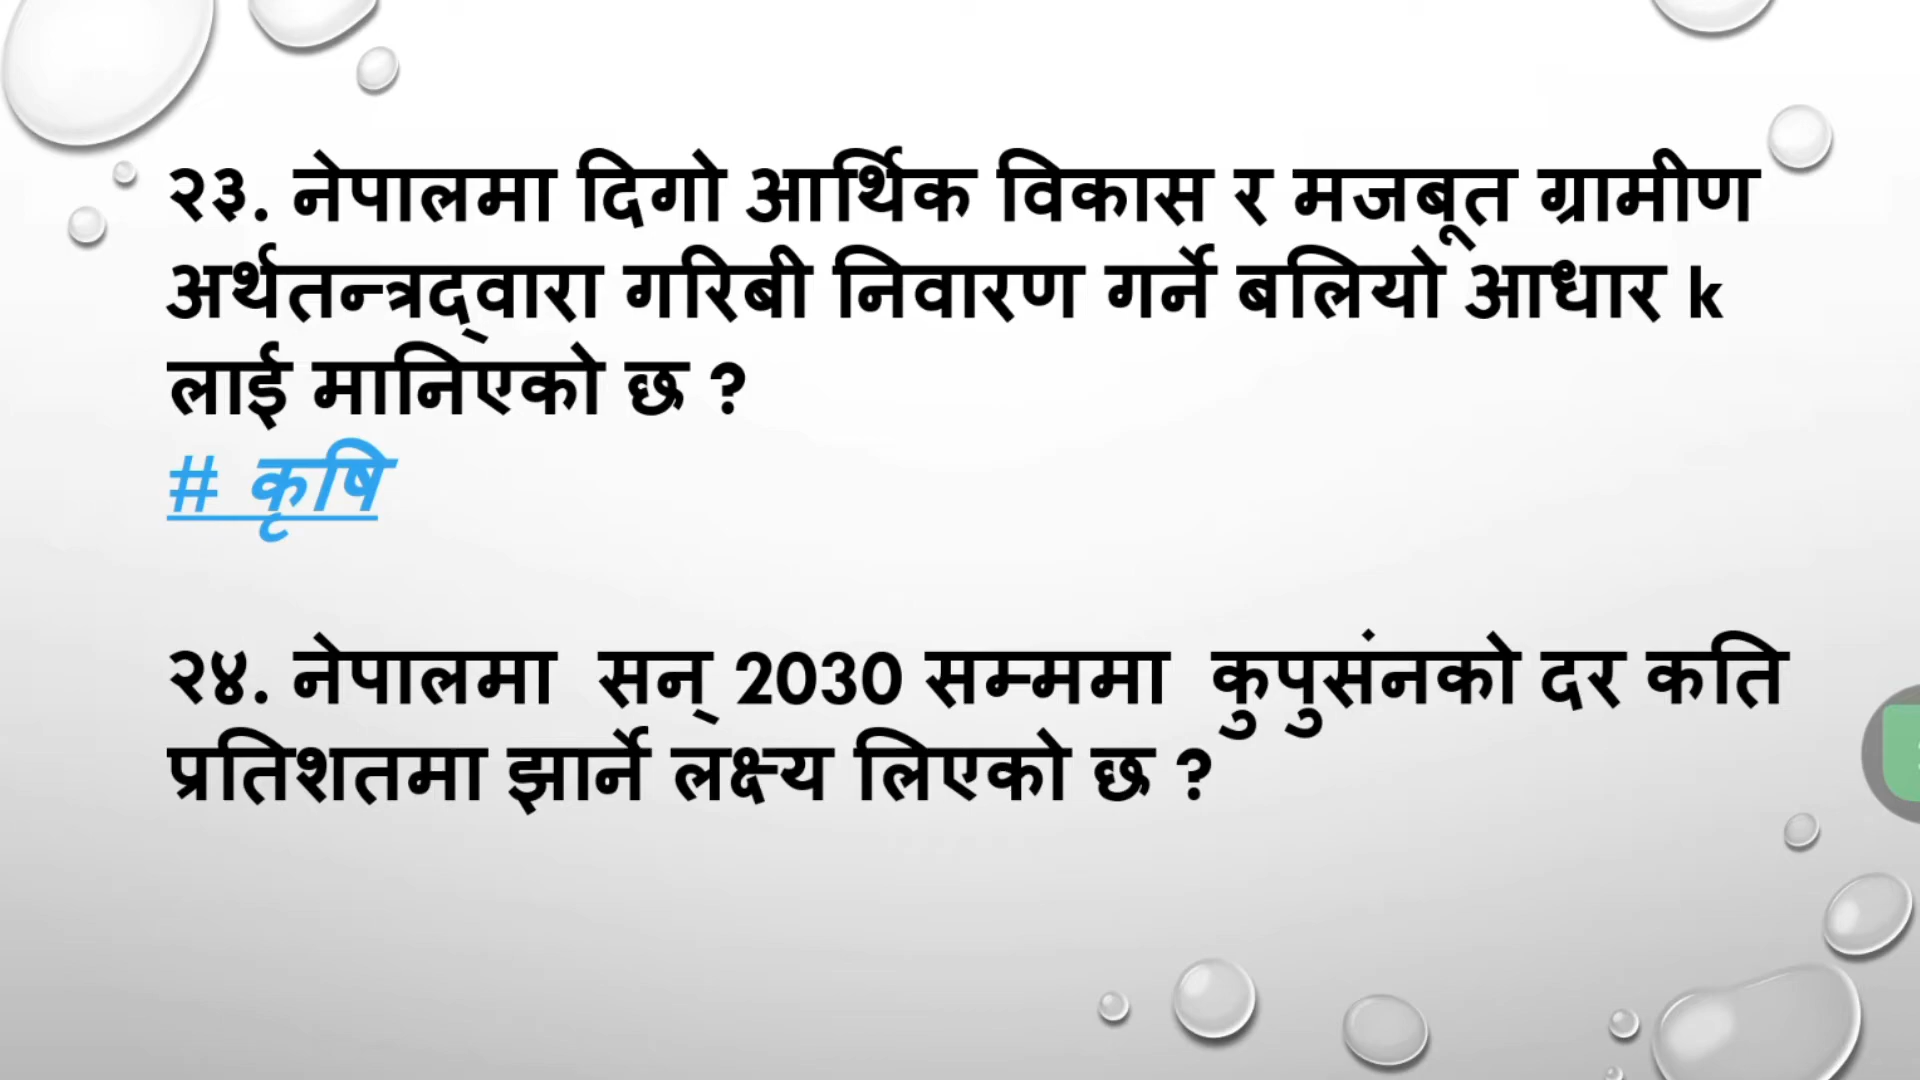 २३. नेपालमा दिगो आर्थिक विकास र मजबूत ग्रामीण
अर्थतन्त्रद्वारा गरिबी निवारण गर्ने बलियो आधार k
लाई मानिएको छ ?
# कृषि
२४. नेपालमा सन् 2030 सम्ममा कुपुसंनको दर कति
प्रतिशतमा झार्ने लक्ष्य लिएको छ ?